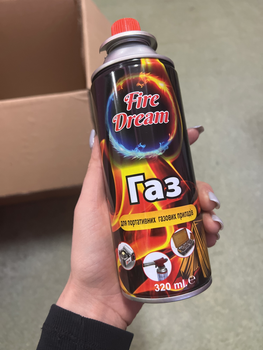 Fire
Dream
Газ
для портативних газових приладів
320 ml. e